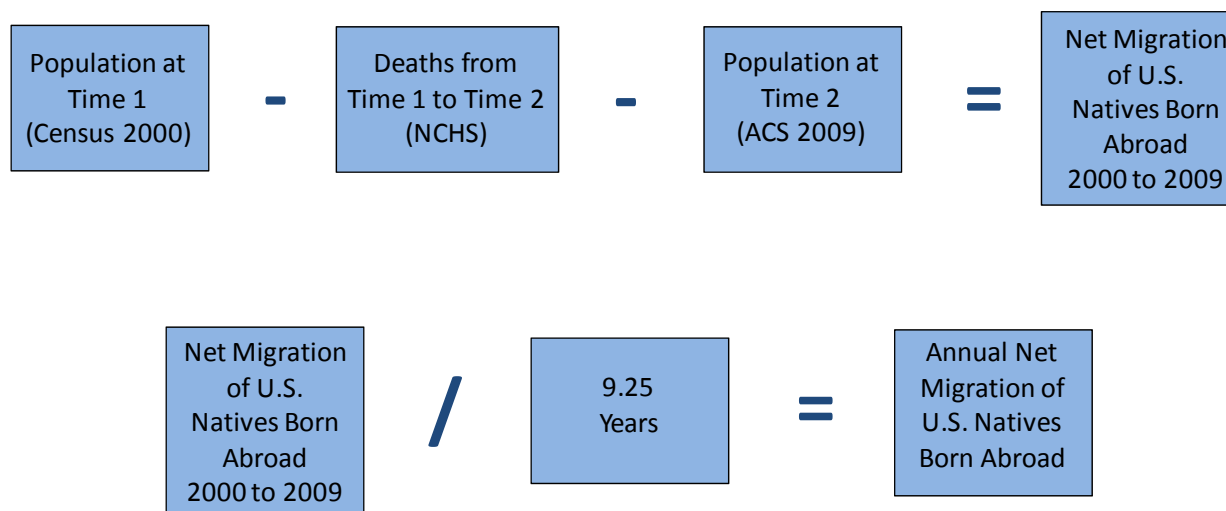 Population at
Time 1
(Census 2000)
-
Deaths from
Time 1 to Time 2
(NCHS)
-
Population at
Time 2
(ACS 2009)
=
Net Migration
of U.S.
Natives Born
Abroad
2000 to 2009
Net Migration
of U.S.
Natives Born
Abroad
2000 to 2009
/
9.25
Years
=
Annual Net
Migration of
U.S. Natives
Born Abroad